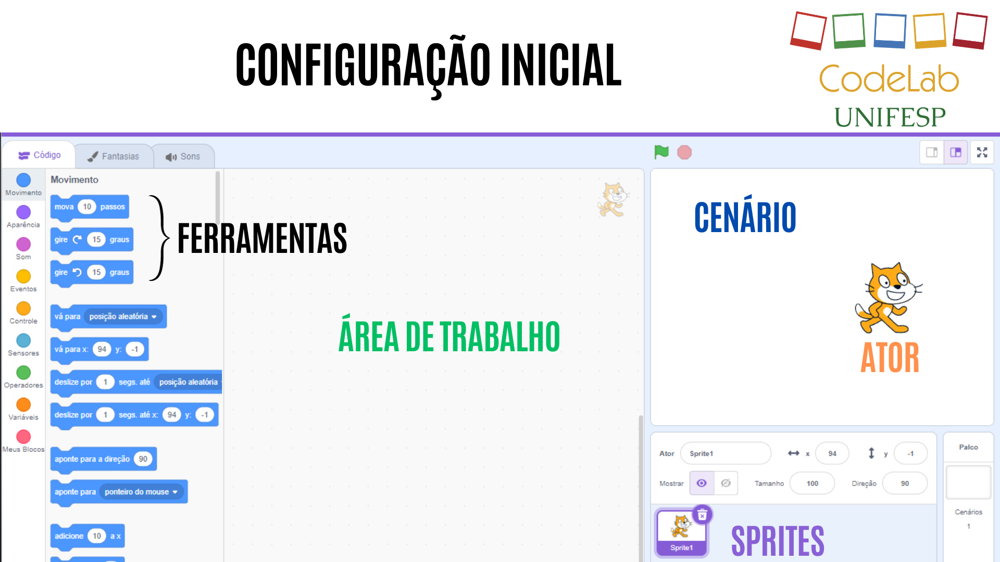 CONFIGURAÇÃO INICIAL
CodeLab
UNIFESP
Código
Fantasias
Sons
Movimento
Aparência
Som
Eventos
Controle
Sensores
Operadores
Variáveis
Meus Blocos
Movimento
mova 10 passos
gire 15 graus
gire 15 graus
FERRAMENTAS
vá para posição aleatória
vá para x: 94 y: -1
deslize por 1 segs. até posição aleatória
deslize por 1 segs. até x: 94 y: -1
aponte para a direção 90
aponte para ponteiro do mouse
adicione 10 a x
ÁREA DE TRABALHO
CENÁRIO
ATOR
Ator Sprite1 x 94 y -1
Mostrar Tamanho 100 Direção 90
Sprite1
SPRITES
Palco
Cenários
1